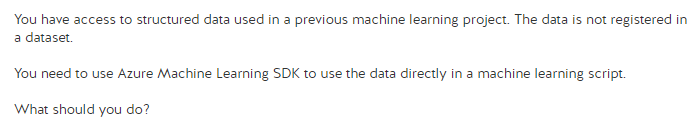 You have access to structured data used in a previous machine learning project. The data is not registered in
a dataset.
You need to use Azure Machine Learning SDK to use the data directly in a machine learning script.
What should you do?